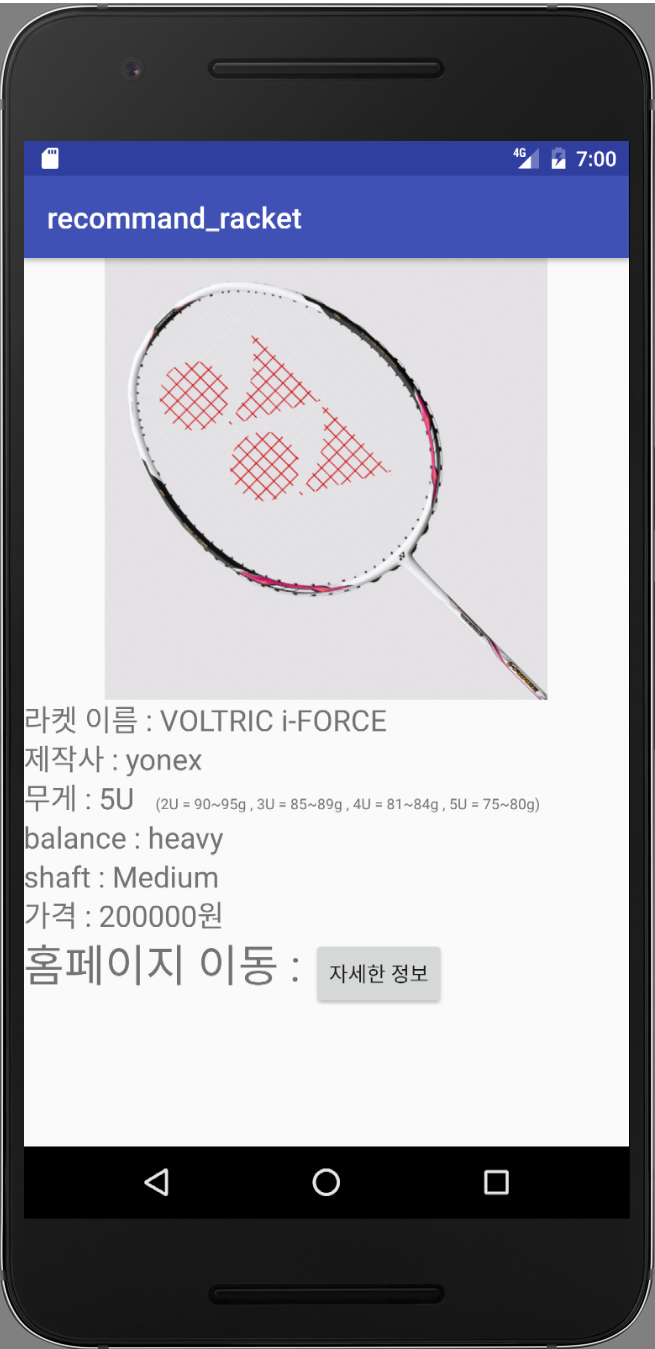 4G 7:00
recommand_racket
라켓 이름 : VOLTRIC i-FORCE
제작사 : yonex
무게 : 5U (2U = 90~95g , 3U = 85~89g , 4U = 81~84g , 5U = 75~80g)
balance : heavy
shaft : Medium
가격 : 200000원
홈페이지 이동 : 자세한 정보